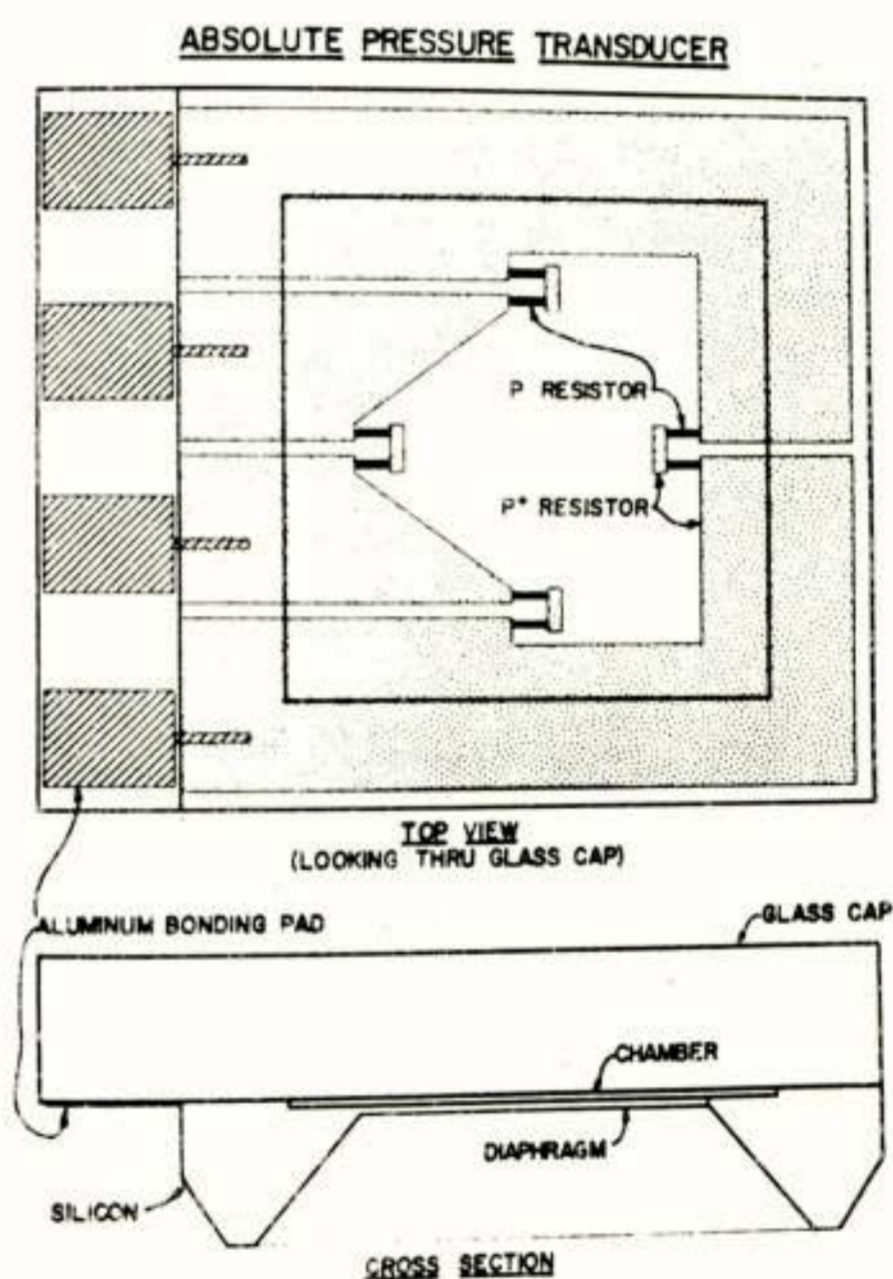 ABSOLUTE PRESSURE TRANSDUCER
P RESISTOR
P+ RESISTOR
TOP VIEW
(LOOKING THRU GLASS CAP)
ALUMINUM BONDING PAD
GLASS CAP
CHAMBER
DIAPHRAGM
SILICON
CROSS SECTION